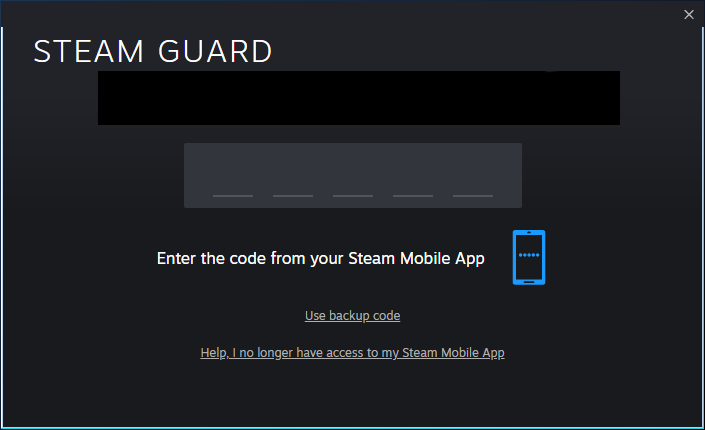 STEAM GUARD
Enter the code from your Steam Mobile App
Use backup code
Help, I no longer have access to my Steam Mobile App